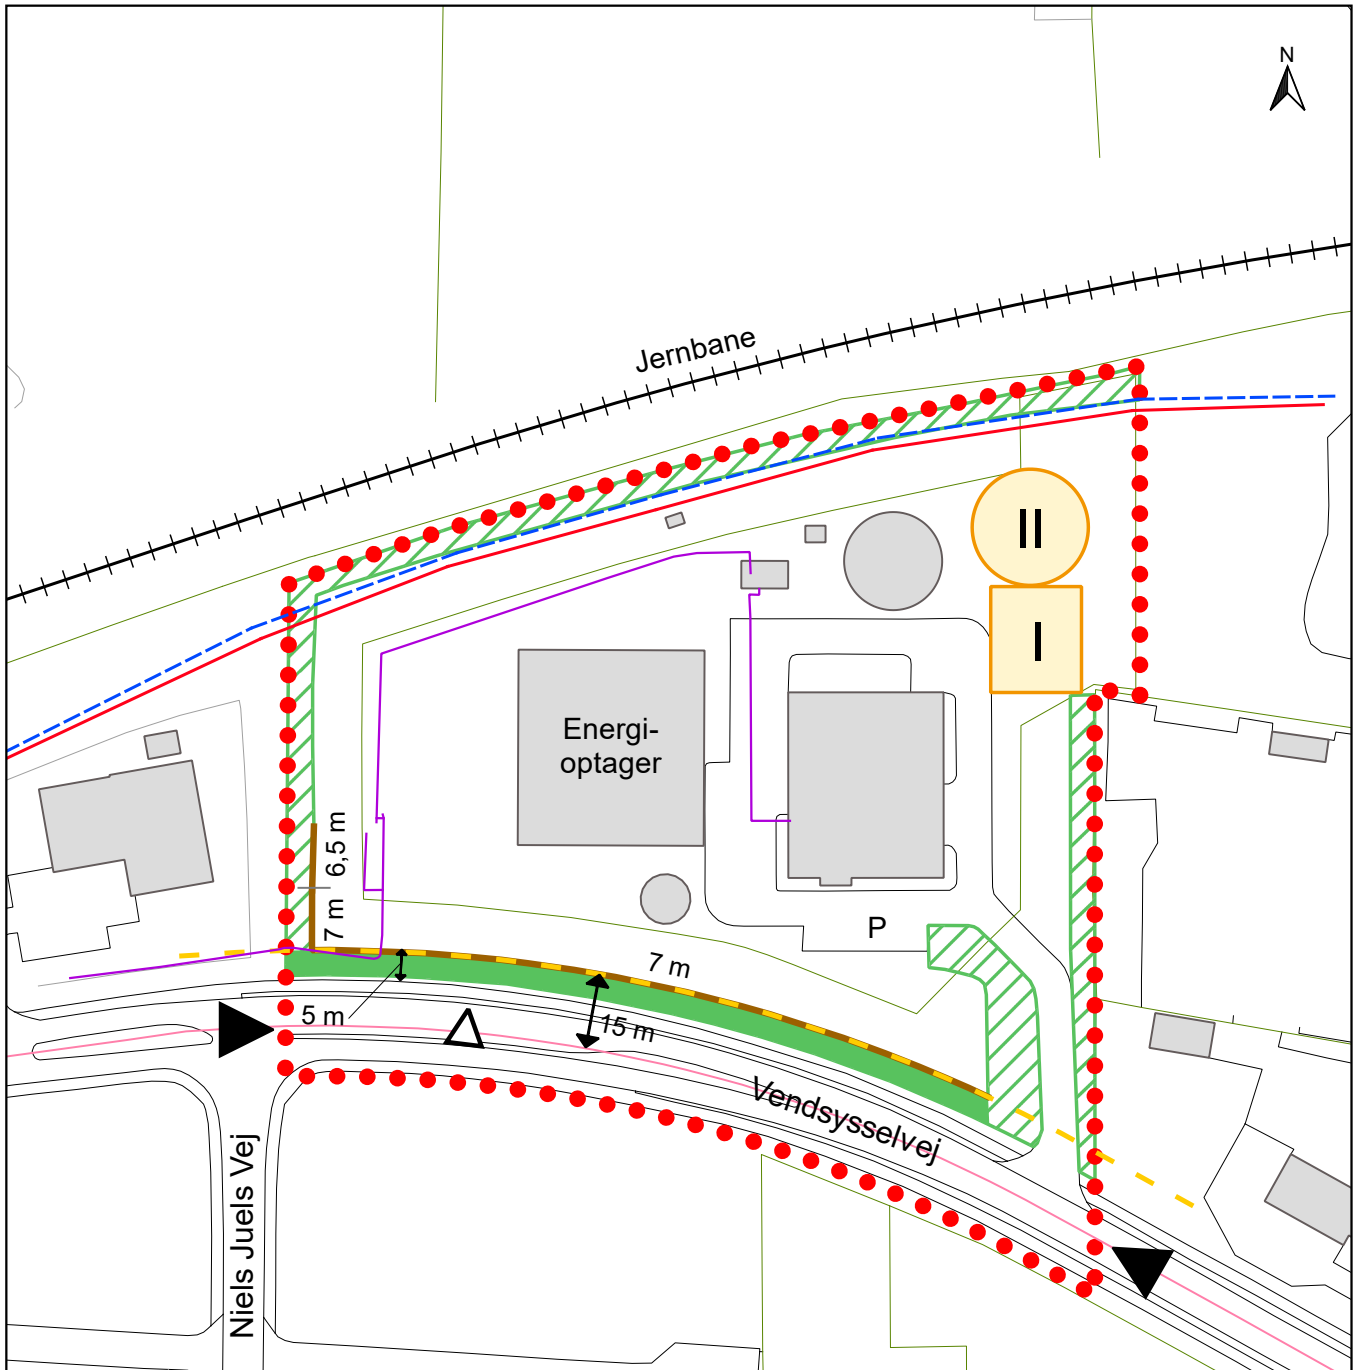 N
Jernbane
II
I
Energi-
optager
6,5 m
7 m
P
7 m
5 m
15 m
Vendsysselvej
Niels Juels Vej